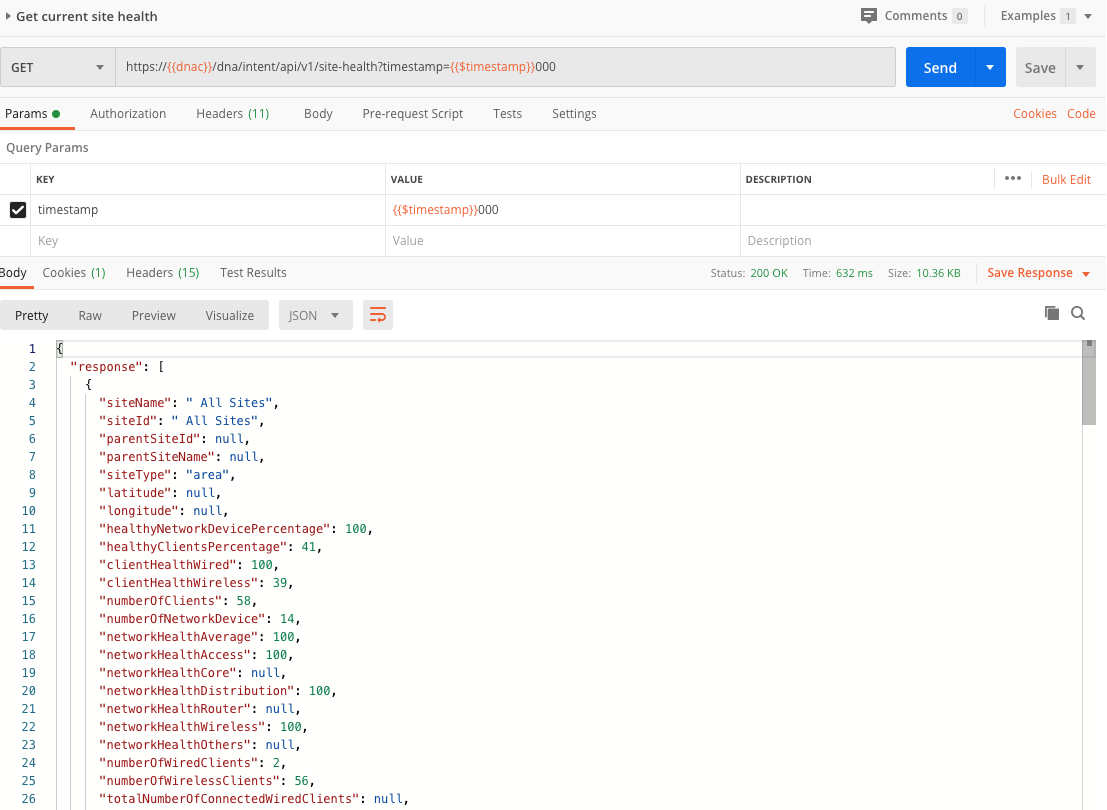 Get current site health Comments 0 Examples 1
GET https://{{dnac}}/dna/intent/api/v1/site-health?timestamp={{$timestamp}}000 Send Save
Params Authorization Headers (11) Body Pre-request Script Tests Settings Cookies Code
Query Params
KEY VALUE DESCRIPTION ••• Bulk Edit
timestamp {{$timestamp}}000
Key Value Description
Body Cookies (1) Headers (15) Test Results Status: 200 OK Time: 632 ms Size: 10.36 KB Save Response
Pretty Raw Preview Visualize JSON
1 {
2 "response": [
3 {
4 "siteName": " All Sites",
5 "siteId": " All Sites",
6 "parentSiteId": null,
7 "parentSiteName": null,
8 "siteType": "area",
9 "latitude": null,
10 "longitude": null,
11 "healthyNetworkDevicePercentage": 100,
12 "healthyClientsPercentage": 41,
13 "clientHealthWired": 100,
14 "clientHealthWireless": 39,
15 "numberOfClients": 58,
16 "numberOfNetworkDevice": 14,
17 "networkHealthAverage": 100,
18 "networkHealthAccess": 100,
19 "networkHealthCore": null,
20 "networkHealthDistribution": 100,
21 "networkHealthRouter": null,
22 "networkHealthWireless": 100,
23 "networkHealthOthers": null,
24 "numberOfWiredClients": 2,
25 "numberOfWirelessClients": 56,
26 "totalNumberOfConnectedWiredClients": null,